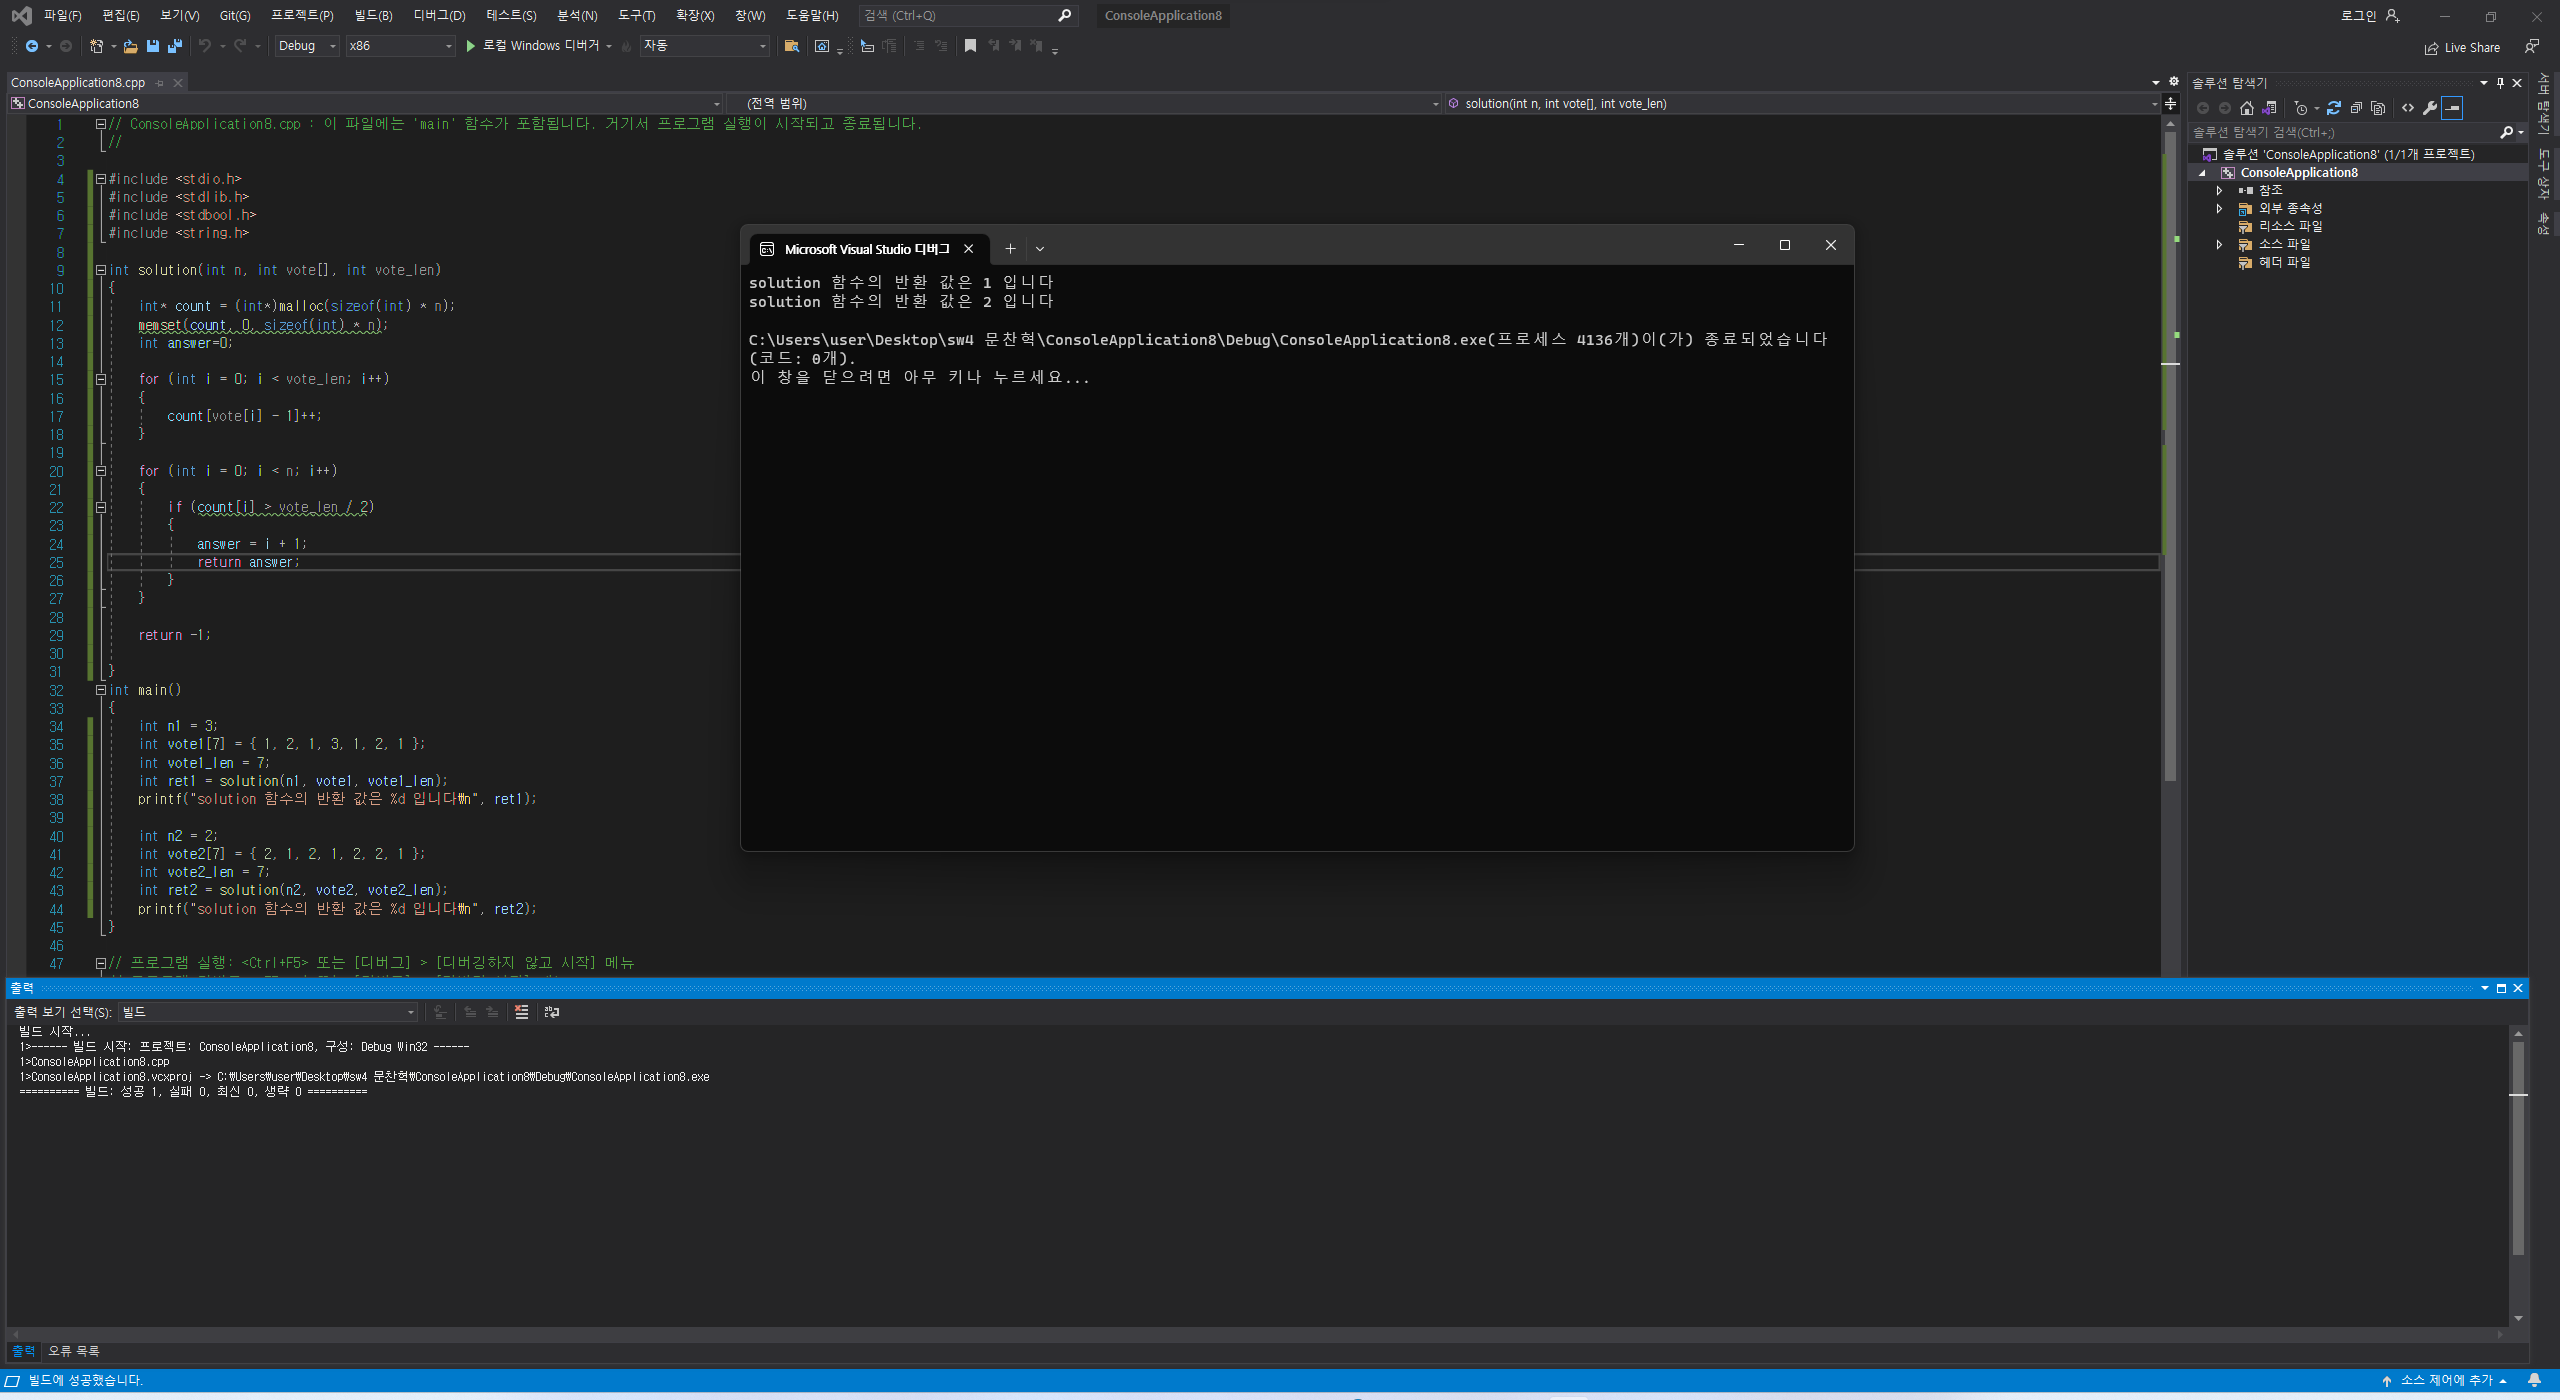 파일(F) 편집(E) 보기(V) Git(G) 프로젝트(P) 빌드(B) 디버그(D) 테스트(S) 분석(N) 도구(T) 확장(X) 창(W) 도움말(H) 검색 (Ctrl+Q) ConsoleApplication8 로그인
Debug x86 로컬 Windows 디버거 자동 Live Share
ConsoleApplication8.cpp
ConsoleApplication8 (전역 범위) solution(int n, int vote[], int vote_len)
1 // ConsoleApplication8.cpp : 이 파일에는 'main' 함수가 포함됩니다. 거기서 프로그램 실행이 시작되고 종료됩니다.
2 //
3
4 #include <stdio.h>
5 #include <stdlib.h>
6 #include <stdbool.h>
7 #include <string.h>
8
9 int solution(int n, int vote[], int vote_len)
10 {
11 int* count = (int*)malloc(sizeof(int) * n);
12 memset(count, 0, sizeof(int) * n);
13 int answer=0;
14
15 for (int i = 0; i < vote_len; i++)
16 {
17 count[vote[i] - 1]++;
18 }
19
20 for (int i = 0; i < n; i++)
21 {
22 if (count[i] > vote_len / 2)
23 {
24 answer = i + 1;
25 return answer;
26 }
27 }
28
29 return -1;
30
31 }
32 int main()
33 {
34 int n1 = 3;
35 int vote1[7] = { 1, 2, 1, 3, 1, 2, 1 };
36 int vote1_len = 7;
37 int ret1 = solution(n1, vote1, vote1_len);
38 printf("solution 함수의 반환 값은 %d 입니다₩n", ret1);
39
40 int n2 = 2;
41 int vote2[7] = { 2, 1, 2, 1, 2, 2, 1 };
42 int vote2_len = 7;
43 int ret2 = solution(n2, vote2, vote2_len);
44 printf("solution 함수의 반환 값은 %d 입니다₩n", ret2);
45 }
46
47 // 프로그램 실행: <Ctrl+F5> 또는 [디버그] > [디버깅하지 않고 시작] 메뉴
Microsoft Visual Studio 디버그
solution 함수의 반환 값은 1 입니다
solution 함수의 반환 값은 2 입니다
C:\Users\user\Desktop\sw4 문찬혁\ConsoleApplication8\Debug\ConsoleApplication8.exe(프로세스 4136개)이(가) 종료되었습니다
(코드: 0개).
이 창을 닫으려면 아무 키나 누르세요...
솔루션 탐색기
솔루션 탐색기 검색(Ctrl+;)
솔루션 'ConsoleApplication8' (1/1개 프로젝트)
ConsoleApplication8
참조
외부 종속성
리소스 파일
소스 파일
헤더 파일
서버 탐색기
도구 상자
속성
출력
출력 보기 선택(S): 빌드
빌드 시작...
1>------ 빌드 시작: 프로젝트: ConsoleApplication8, 구성: Debug Win32 ------
1>ConsoleApplication8.cpp
1>ConsoleApplication8.vcxproj -> C:₩Users₩user₩Desktop₩sw4 문찬혁₩ConsoleApplication8₩Debug₩ConsoleApplication8.exe
========== 빌드: 성공 1, 실패 0, 최신 0, 생략 0 ==========
출력 오류 목록
빌드에 성공했습니다. 소스 제어에 추가